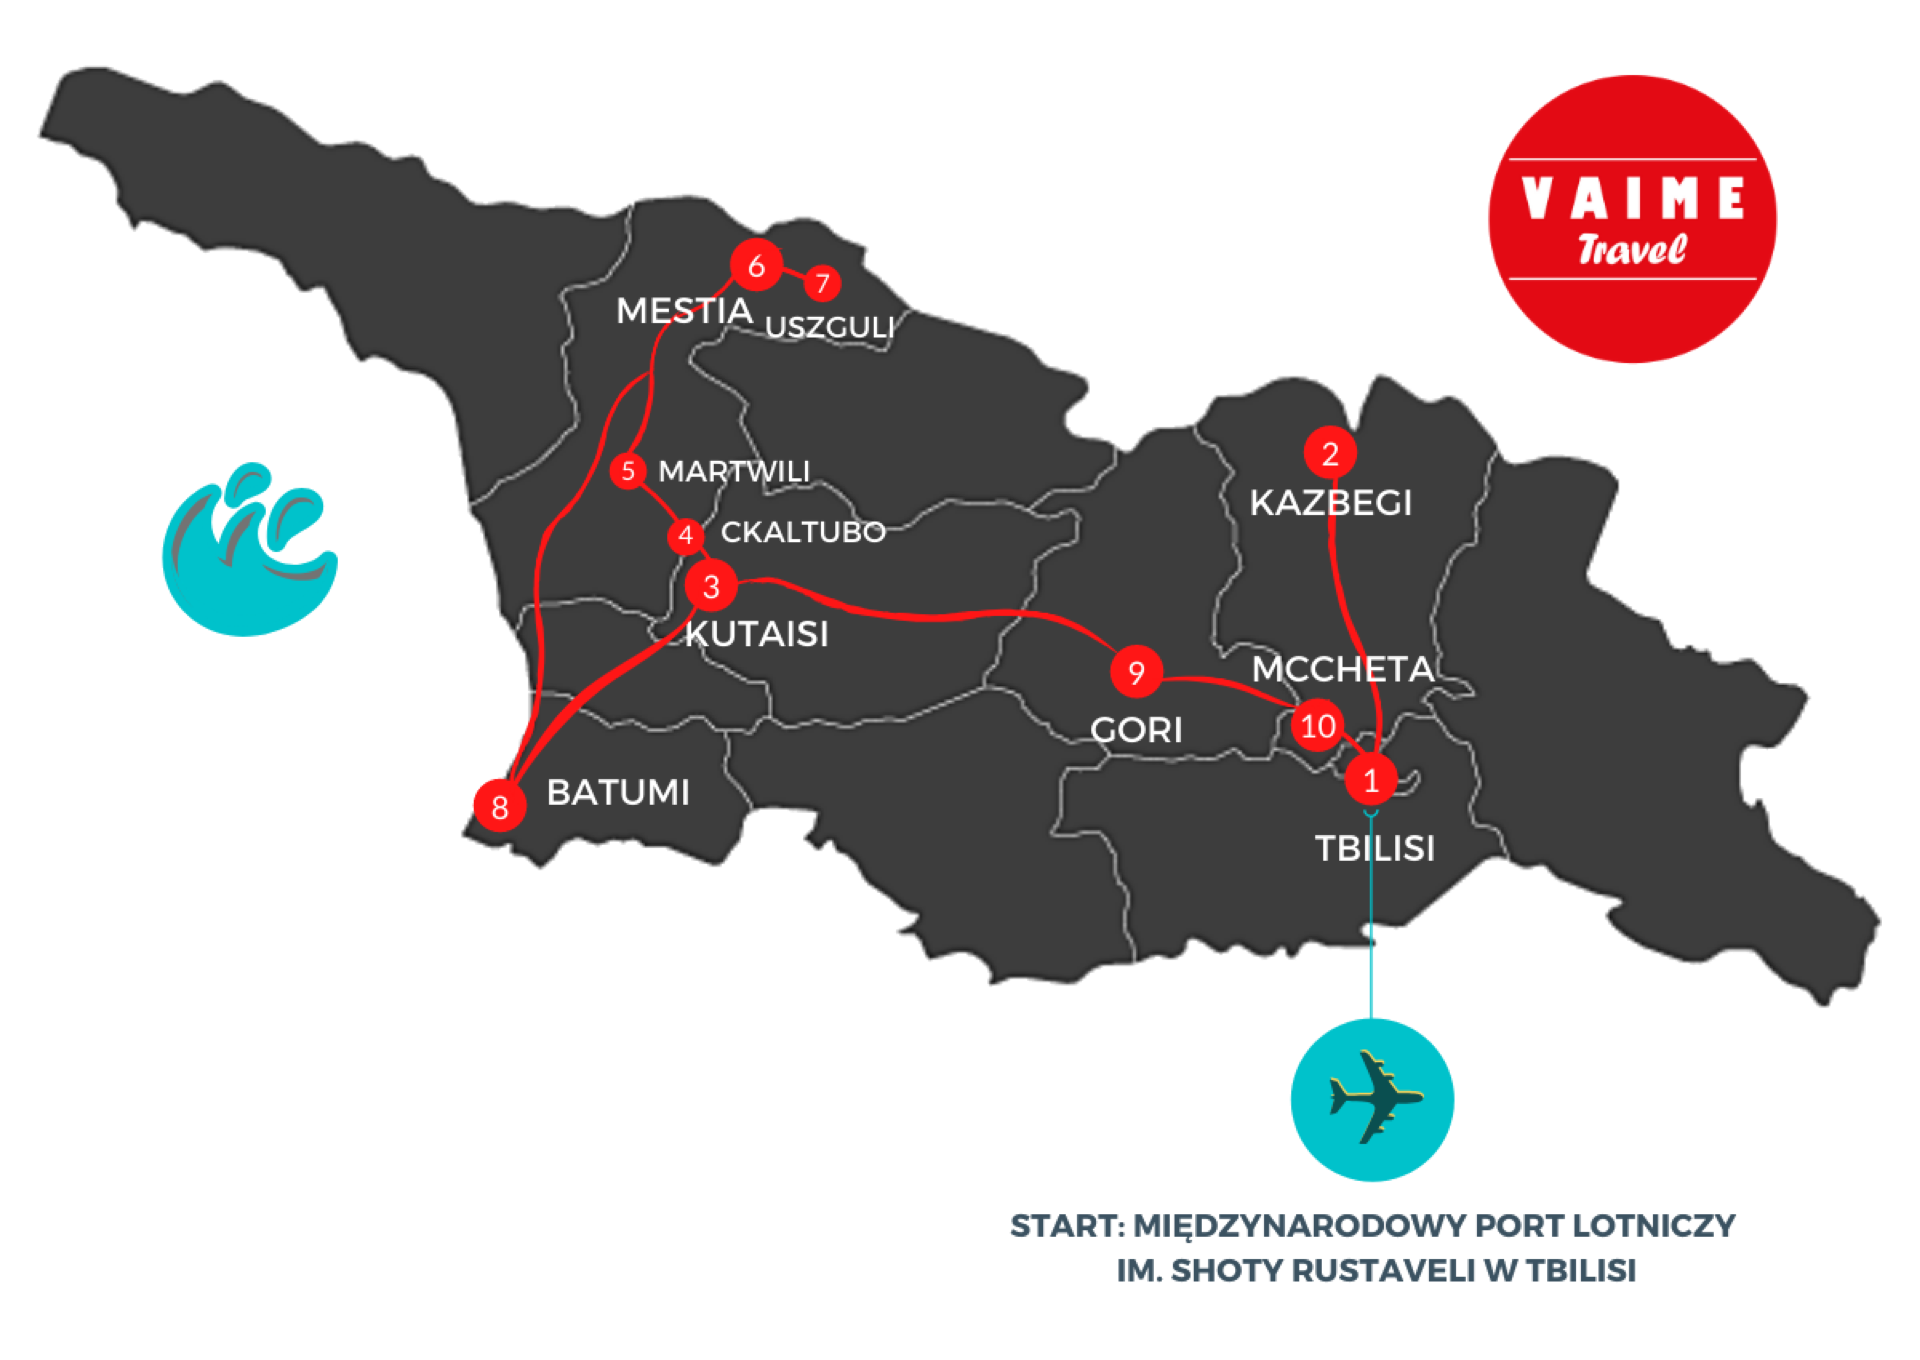 VAIME
Travel
6
7
MESTIA
USZGULI
2
KAZBEGI
5
MARTWILI
4
CKALTUBO
3
KUTAISI
MCCHETA
9
GORI
10
1
8
BATUMI
TBILISI
START: MIĘDZYNARODOWY PORT LOTNICZY
IM. SHOTY RUSTAVELI W TBILISI